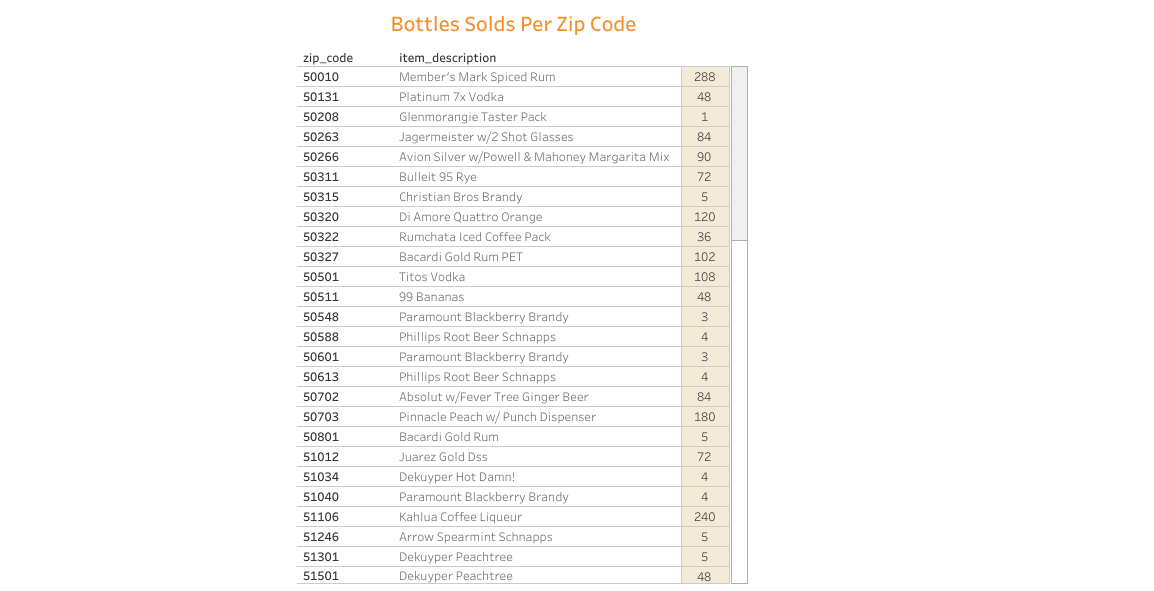 Bottles Solds Per Zip Code
zip_code item_description
50010 Member's Mark Spiced Rum 288
50131 Platinum 7x Vodka 48
50208 Glenmorangie Taster Pack 1
50263 Jagermeister w/2 Shot Glasses 84
50266 Avion Silver w/Powell & Mahoney Margarita Mix 90
50311 Bulleit 95 Rye 72
50315 Christian Bros Brandy 5
50320 Di Amore Quattro Orange 120
50322 Rumchata Iced Coffee Pack 36
50327 Bacardi Gold Rum PET 102
50501 Titos Vodka 108
50511 99 Bananas 48
50548 Paramount Blackberry Brandy 3
50588 Phillips Root Beer Schnapps 4
50601 Paramount Blackberry Brandy 3
50613 Phillips Root Beer Schnapps 4
50702 Absolut w/Fever Tree Ginger Beer 84
50703 Pinnacle Peach w/ Punch Dispenser 180
50801 Bacardi Gold Rum 5
51012 Juarez Gold Dss 72
51034 Dekuyper Hot Damn! 4
51040 Paramount Blackberry Brandy 4
51106 Kahlua Coffee Liqueur 240
51246 Arrow Spearmint Schnapps 5
51301 Dekuyper Peachtree 5
51501 Dekuyper Peachtree 48